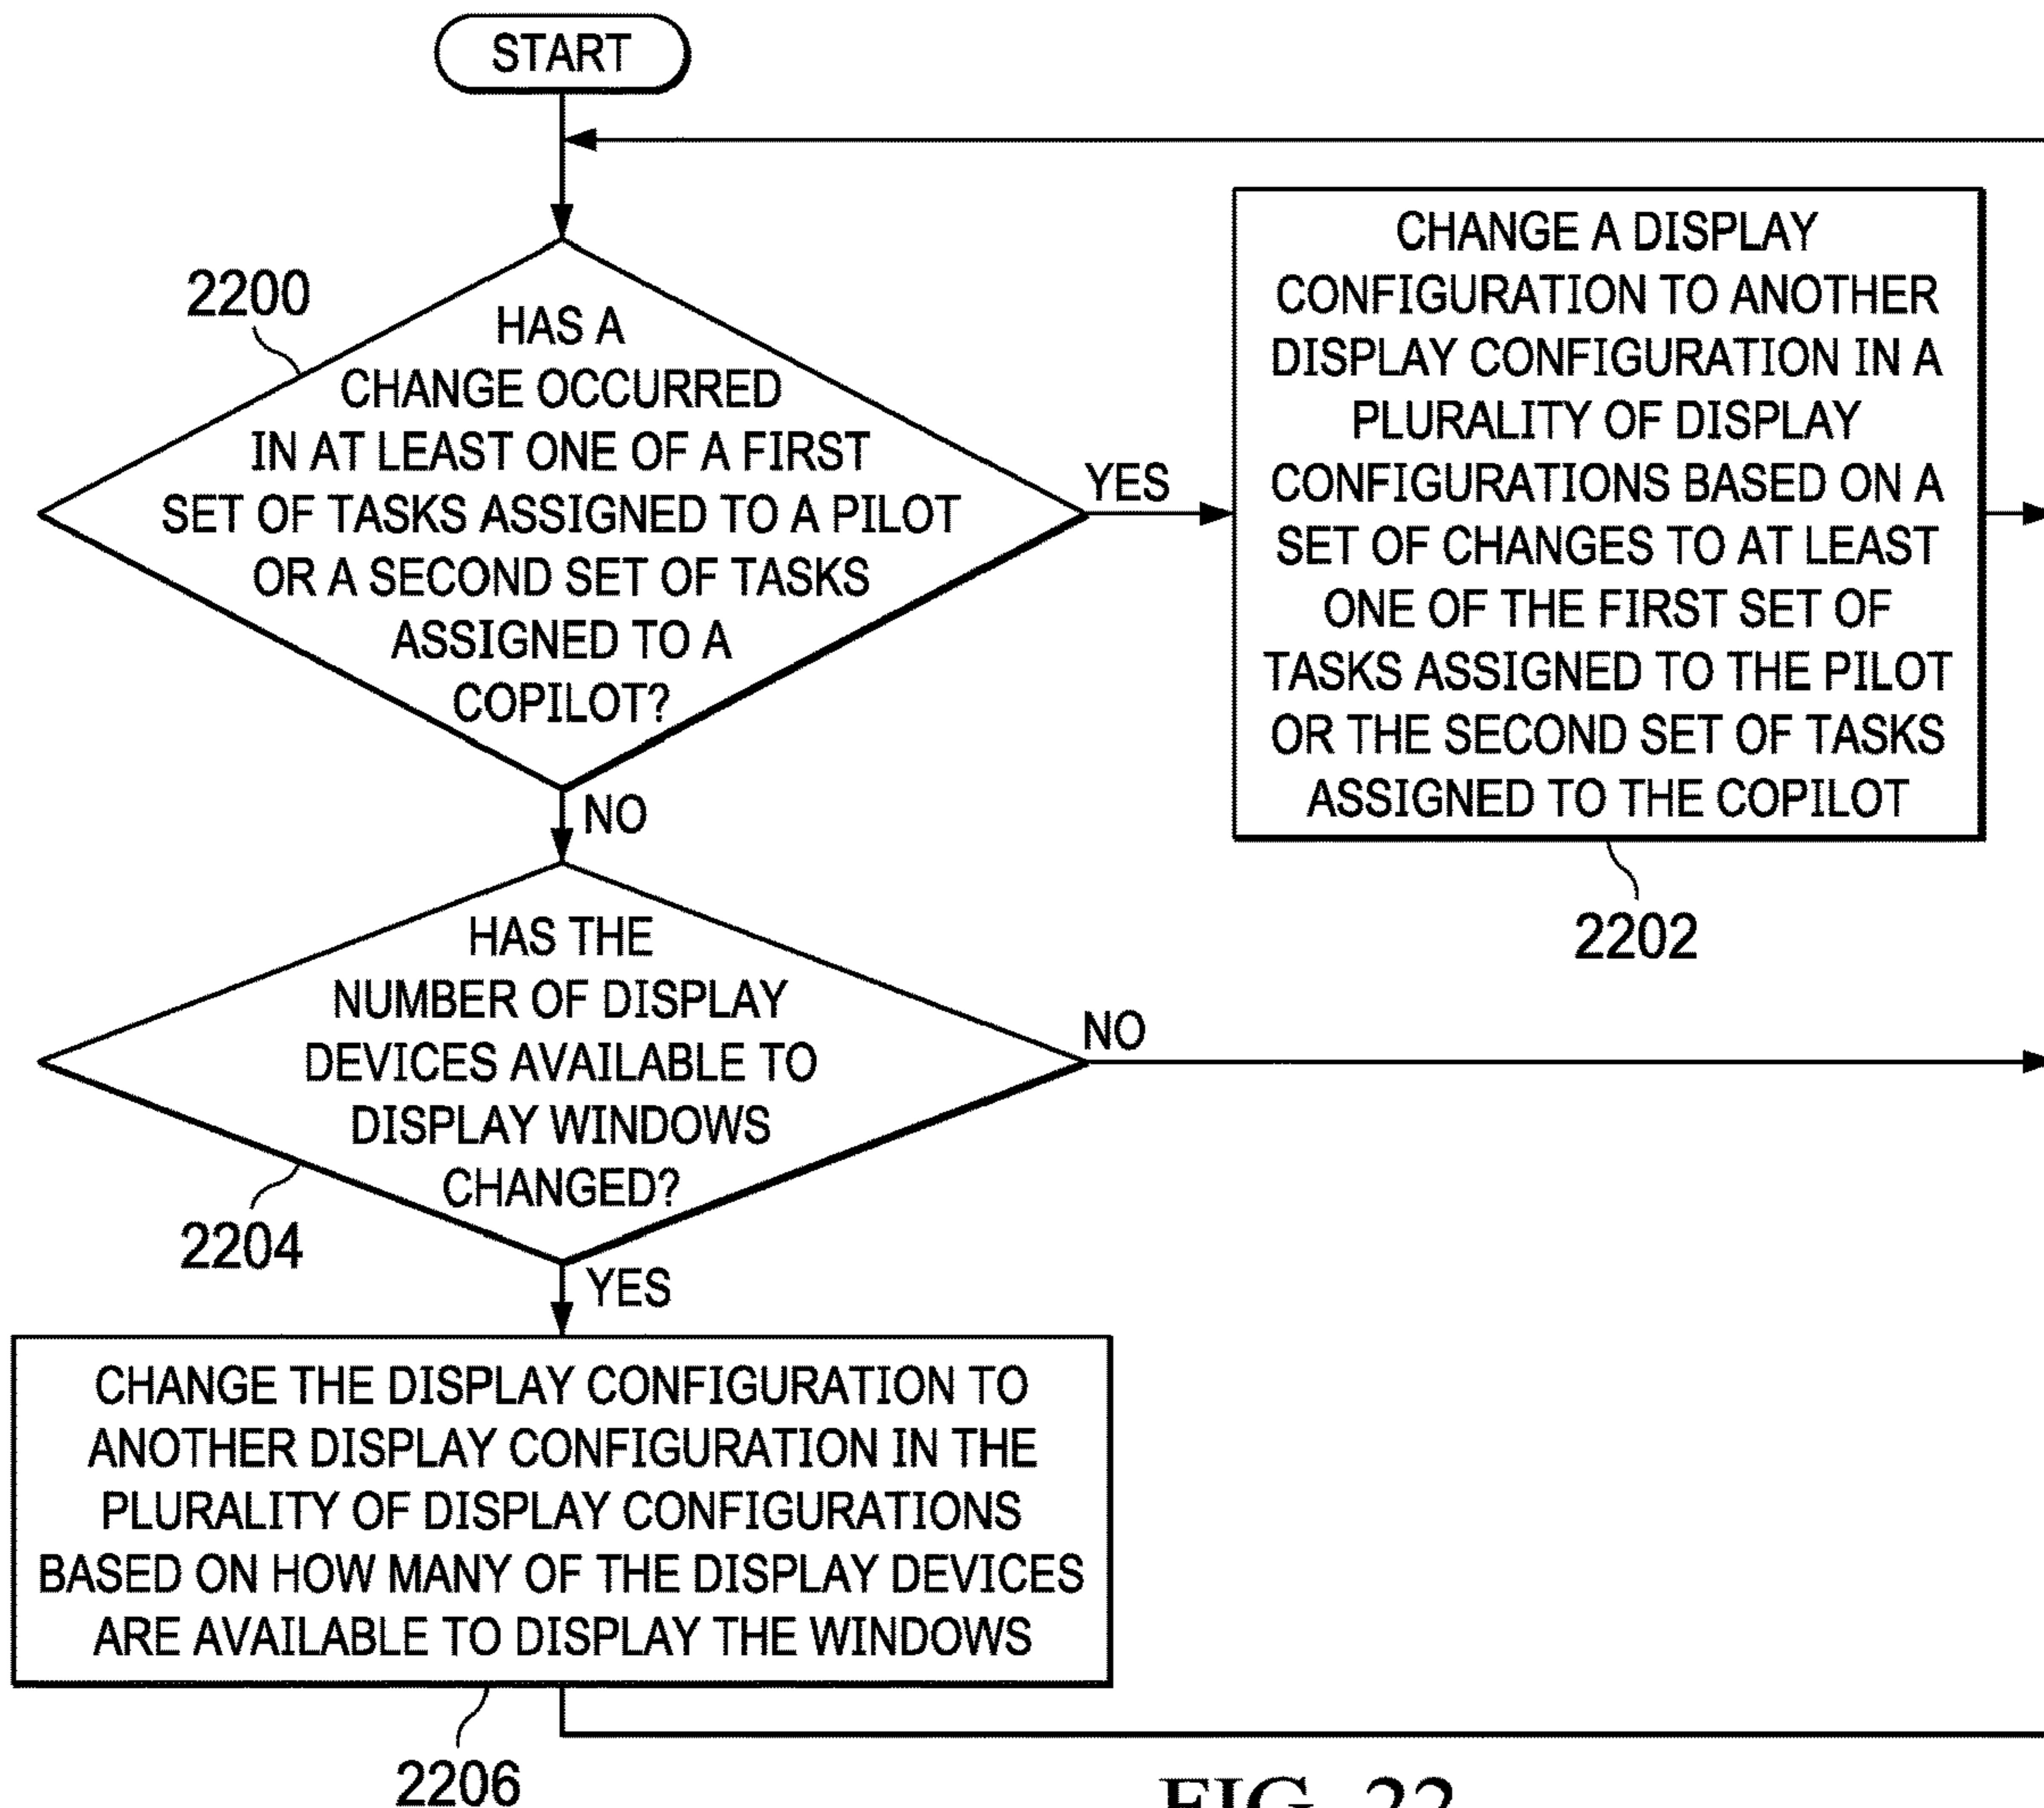 START
2200
HAS A
CHANGE OCCURRED
IN AT LEAST ONE OF A FIRST
SET OF TASKS ASSIGNED TO A PILOT
OR A SECOND SET OF TASKS
ASSIGNED TO A
COPILOT?
YES
CHANGE A DISPLAY
CONFIGURATION TO ANOTHER
DISPLAY CONFIGURATION IN A
PLURALITY OF DISPLAY
CONFIGURATIONS BASED ON A
SET OF CHANGES TO AT LEAST
ONE OF THE FIRST SET OF
TASKS ASSIGNED TO THE PILOT
OR THE SECOND SET OF TASKS
ASSIGNED TO THE COPILOT
2202
NO
HAS THE
NUMBER OF DISPLAY
DEVICES AVAILABLE TO
DISPLAY WINDOWS
CHANGED?
NO
2204
YES
CHANGE THE DISPLAY CONFIGURATION TO
ANOTHER DISPLAY CONFIGURATION IN THE
PLURALITY OF DISPLAY CONFIGURATIONS
BASED ON HOW MANY OF THE DISPLAY DEVICES
ARE AVAILABLE TO DISPLAY THE WINDOWS
2206
FIG. 22